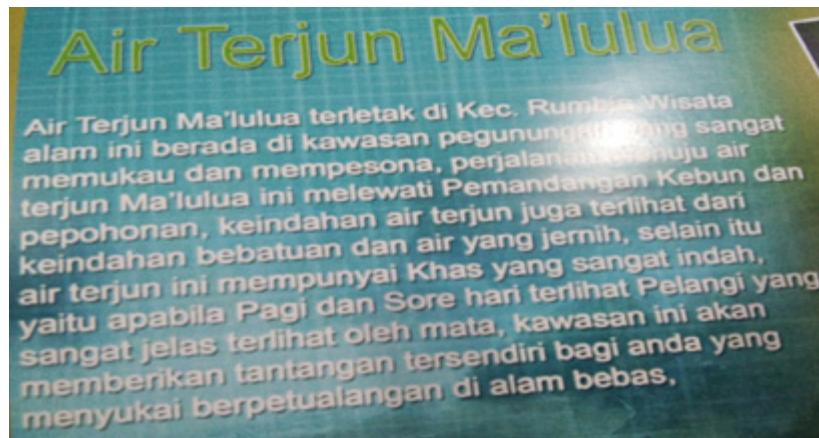 Air Terjun Ma'lulua
Air Terjun Ma'lulua terletak di Kec. Rumbia Wisata
alam ini berada di kawasan pegunungan yang sangat
memukau dan mempesona, perjalanan menuju air
terjun Ma'lulua ini melewati Pemandangan Kebun dan
pepohonan, keindahan air terjun juga terlihat dari
keindahan bebatuan dan air yang jernih, selain itu
air terjun ini mempunyai Khas yang sangat indah,
yaitu apabila Pagi dan Sore hari terlihat Pelangi yang
sangat jelas terlihat oleh mata, kawasan ini akan
memberikan tantangan tersendiri bagi anda yang
menyukai berpetualangan di alam bebas,